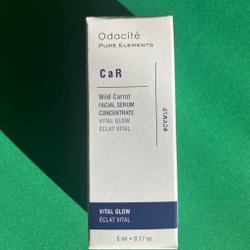 Odacité
PURE ELEMENTS
CaR
Wild Carrot
FACIAL SERUM
CONCENTRATE
VITAL GLOW
ÉCLAT VITAL
VITAL GLOW
ÉCLAT VITAL
5 ml • 0.17 oz